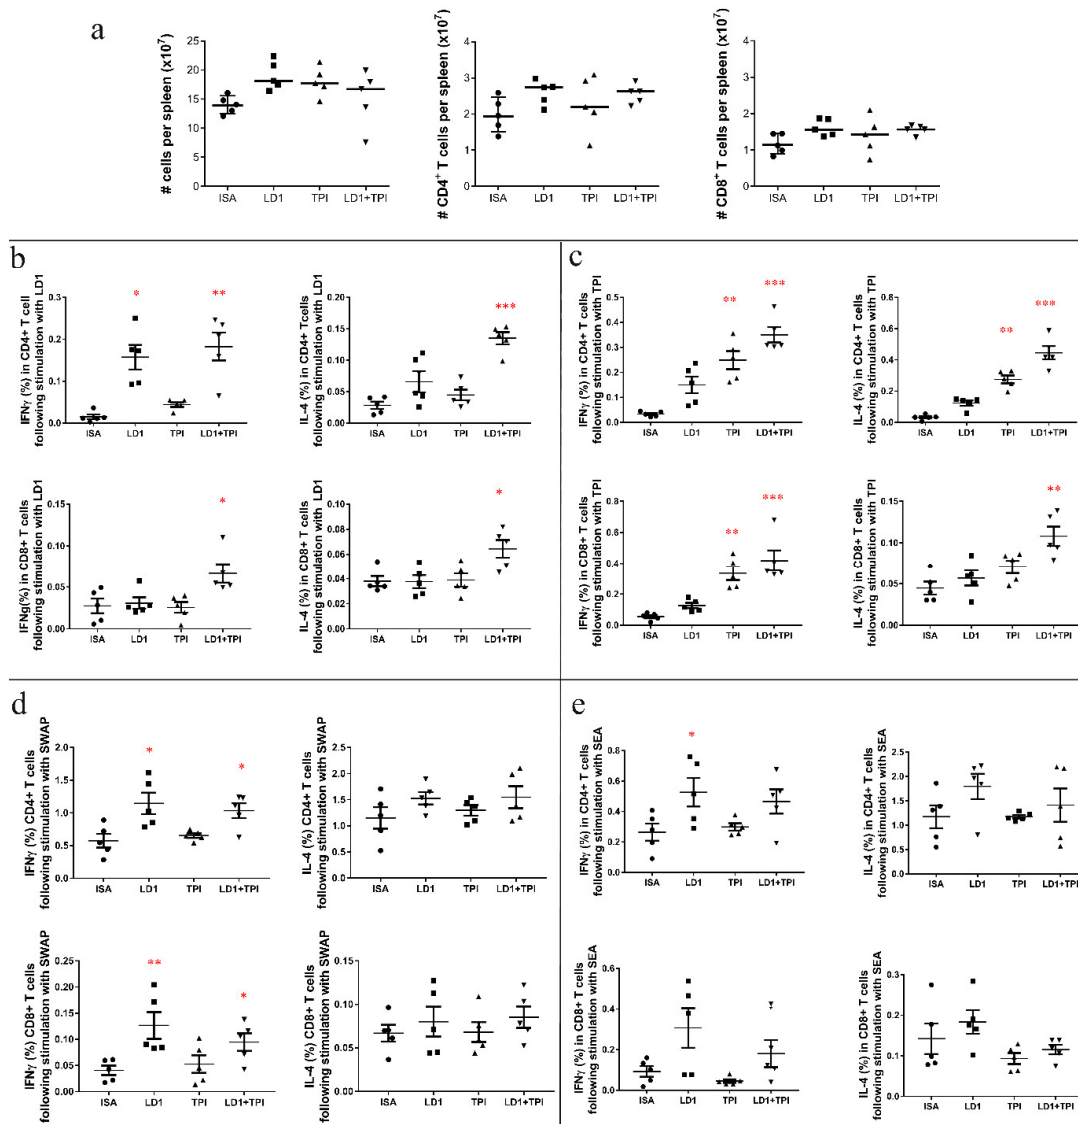 a
# cells per spleen (x10⁷)
25
20
15
10
5
0
ISA LD1 TPI LD1+TPI
# CD4⁺ T cells per spleen (x10⁷)
4
3
2
1
0
ISA LD1 TPI LD1+TPI
# CD8⁺ T cells per spleen (x10⁷)
4
3
2
1
0
ISA LD1 TPI LD1+TPI
b
IFNγ (%) in CD4+ T cell
following stimulation with LD1
0.3
0.2
0.1
0.0
* **
ISA LD1 TPI LD1+TPI
IL-4 (%) in CD4+ Tcells
following stimulation with LD1
0.20
0.15
0.10
0.05
0.00
***
ISA LD1 TPI LD1+TPI
IFNg(%) in CD8+ T cells
following stimulation with LD1
0.15
0.10
0.05
0.00
*
ISA LD1 TPI LD1+TPI
IL-4 (%) in CD8+ T cells
following stimulation with LD1
0.10
0.08
0.06
0.04
0.02
0.00
*
ISA LD1 TPI LD1+TPI
c
IFNγ (%) in CD4+ T cells
following stimulation with TPI
0.5
0.4
0.3
0.2
0.1
0.0
** ***
ISA LD1 TPI LD1+TPI
IL-4 (%) in CD4+ T cells
following stimulation with TPI
0.8
0.6
0.4
0.2
0.0
** ***
ISA LD1 TPI LD1+TPI
IFNγ (%) in CD8+ T cells
following stimulation with TPI
0.8
0.6
0.4
0.2
0.0
** ***
ISA LD1 TPI LD1+TPI
IL-4 (%) in CD8+ T cells
following stimulation with TPI
0.20
0.15
0.10
0.05
0.00
**
ISA LD1 TPI LD1+TPI
d
IFNγ (%) CD4+ T cells
following stimulation with SWAP
2.0
1.5
1.0
0.5
0.0
* *
ISA LD1 TPI LD1+TPI
IL-4 (%) CD4+ T cells
following stimulation with SWAP
2.5
2.0
1.5
1.0
0.5
0.0
ISA LD1 TPI LD1+TPI
IFNγ (%) CD8+ T cells
following stimulation with SWAP
0.25
0.20
0.15
0.10
0.05
0.00
** *
ISA LD1 TPI LD1+TPI
IL-4 (%) CD8+ T cells
following stimulation with SWAP
0.20
0.15
0.10
0.05
0.00
ISA LD1 TPI LD1+TPI
e
IFNγ (%) in CD4+ T cells
following stimulation with SEA
0.8
0.6
0.4
0.2
0.0
*
ISA LD1 TPI LD1+TPI
IL-4 (%) in CD4+ T cells
following stimulation with SEA
2.5
2.0
1.5
1.0
0.5
0.0
ISA LD1 TPI LD1+TPI
IFNγ (%) in CD8+ T cells
following stimulation with SEA
0.6
0.4
0.2
0.0
ISA LD1 TPI LD1+TPI
IL-4 (%) in CD8+ T cells
following stimulation with SEA
0.3
0.2
0.1
0.0
ISA LD1 TPI LD1+TPI